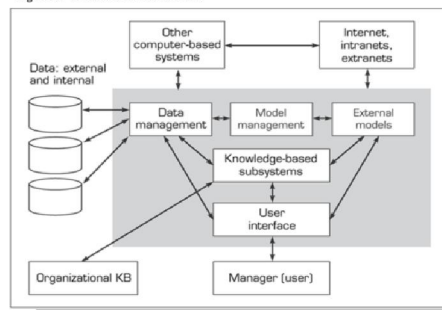 Other
computer-based
systems
Internet,
intranets,
extranets
Data: external
and internal
Data
management
Model
management
External
models
Knowledge-based
subsystems
User
interface
Organizational KB
Manager (user)